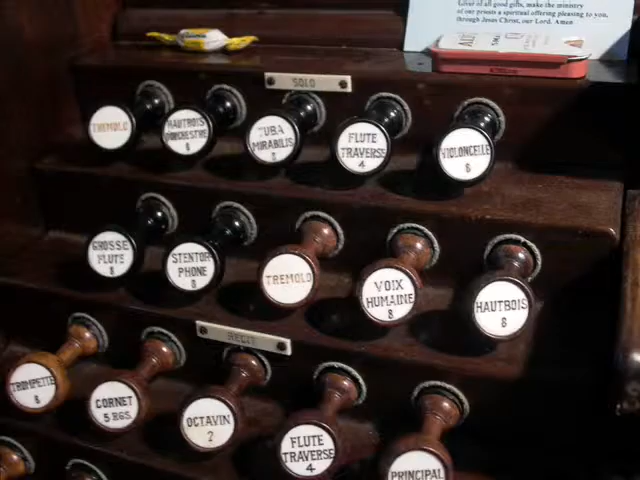 Giver of all good gifts, make the ministry
of our priests a spiritual offering pleasing to you,
through Jesus Christ, our Lord. Amen
SOLO
TREMOLO
HAUTBOIS
8
TUBA
MIRABILIS
8
FLUTE
TRAVERSE
4
VIOLONCELLE
8
GROSSE
FLUTE
8
STENTOR
PHONE
8
TREMOLO
VOIX
HUMAINE
8
HAUTBOIS
8
RECIT
TROMPETTE
8
CORNET
5 RGS.
OCTAVIN
2
FLUTE
TRAVERSE
4
PRINCIPAL